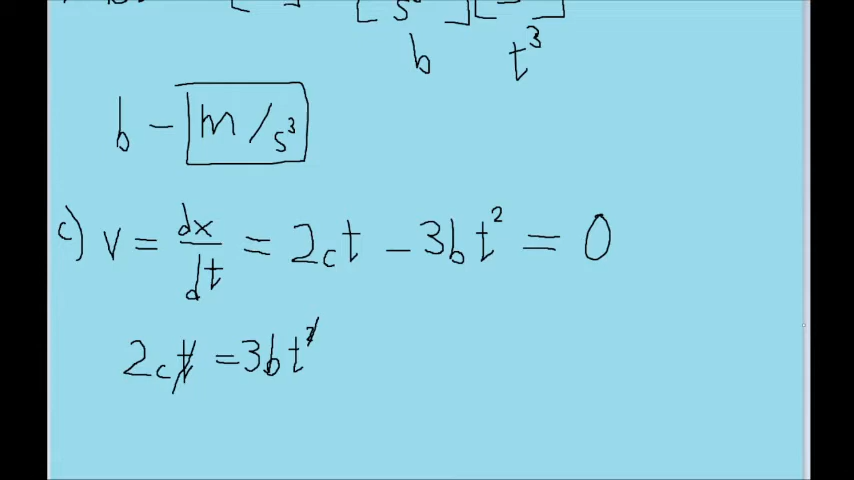 b t³
b - m/s³
c) v = dx/dt = 2ct - 3bt² = 0
2ct = 3bt²